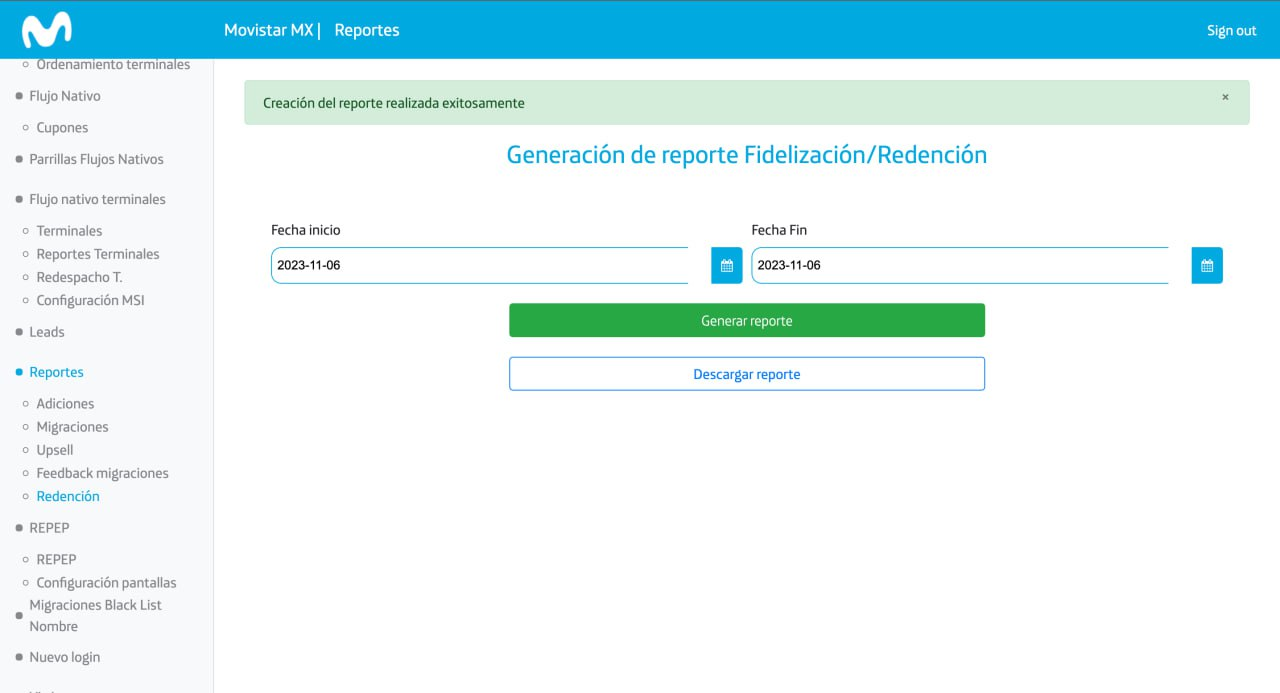 Movistar MX | Reportes
Sign out
Ordenamiento terminales
Flujo Nativo
Cupones
Parrillas Flujos Nativos
Flujo nativo terminales
Terminales
Reportes Terminales
Redespacho T.
Configuración MSI
Leads
Reportes
Adiciones
Migraciones
Upsell
Feedback migraciones
Redención
REPEP
REPEP
Configuración pantallas
Migraciones Black List
Nombre
Nuevo login
Creación del reporte realizada exitosamente
×
Generación de reporte Fidelización/Redención
Fecha inicio
2023-11-06
Fecha Fin
2023-11-06
Generar reporte
Descargar reporte